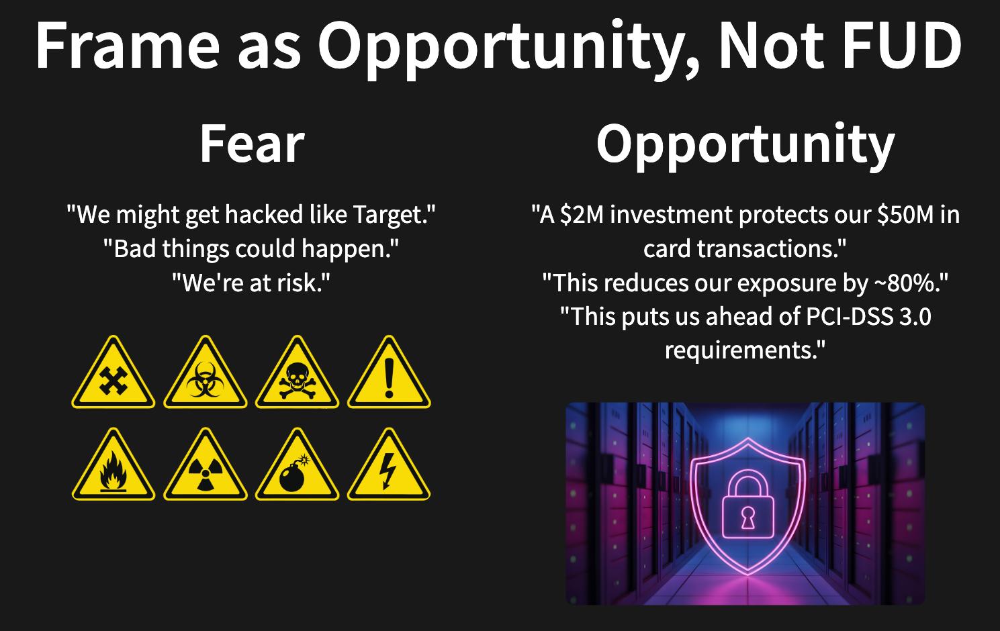 Frame as Opportunity, Not FUD
Fear
"We might get hacked like Target."
"Bad things could happen."
"We're at risk."
Opportunity
"A $2M investment protects our $50M in
card transactions."
"This reduces our exposure by ~80%."
"This puts us ahead of PCI-DSS 3.0
requirements."